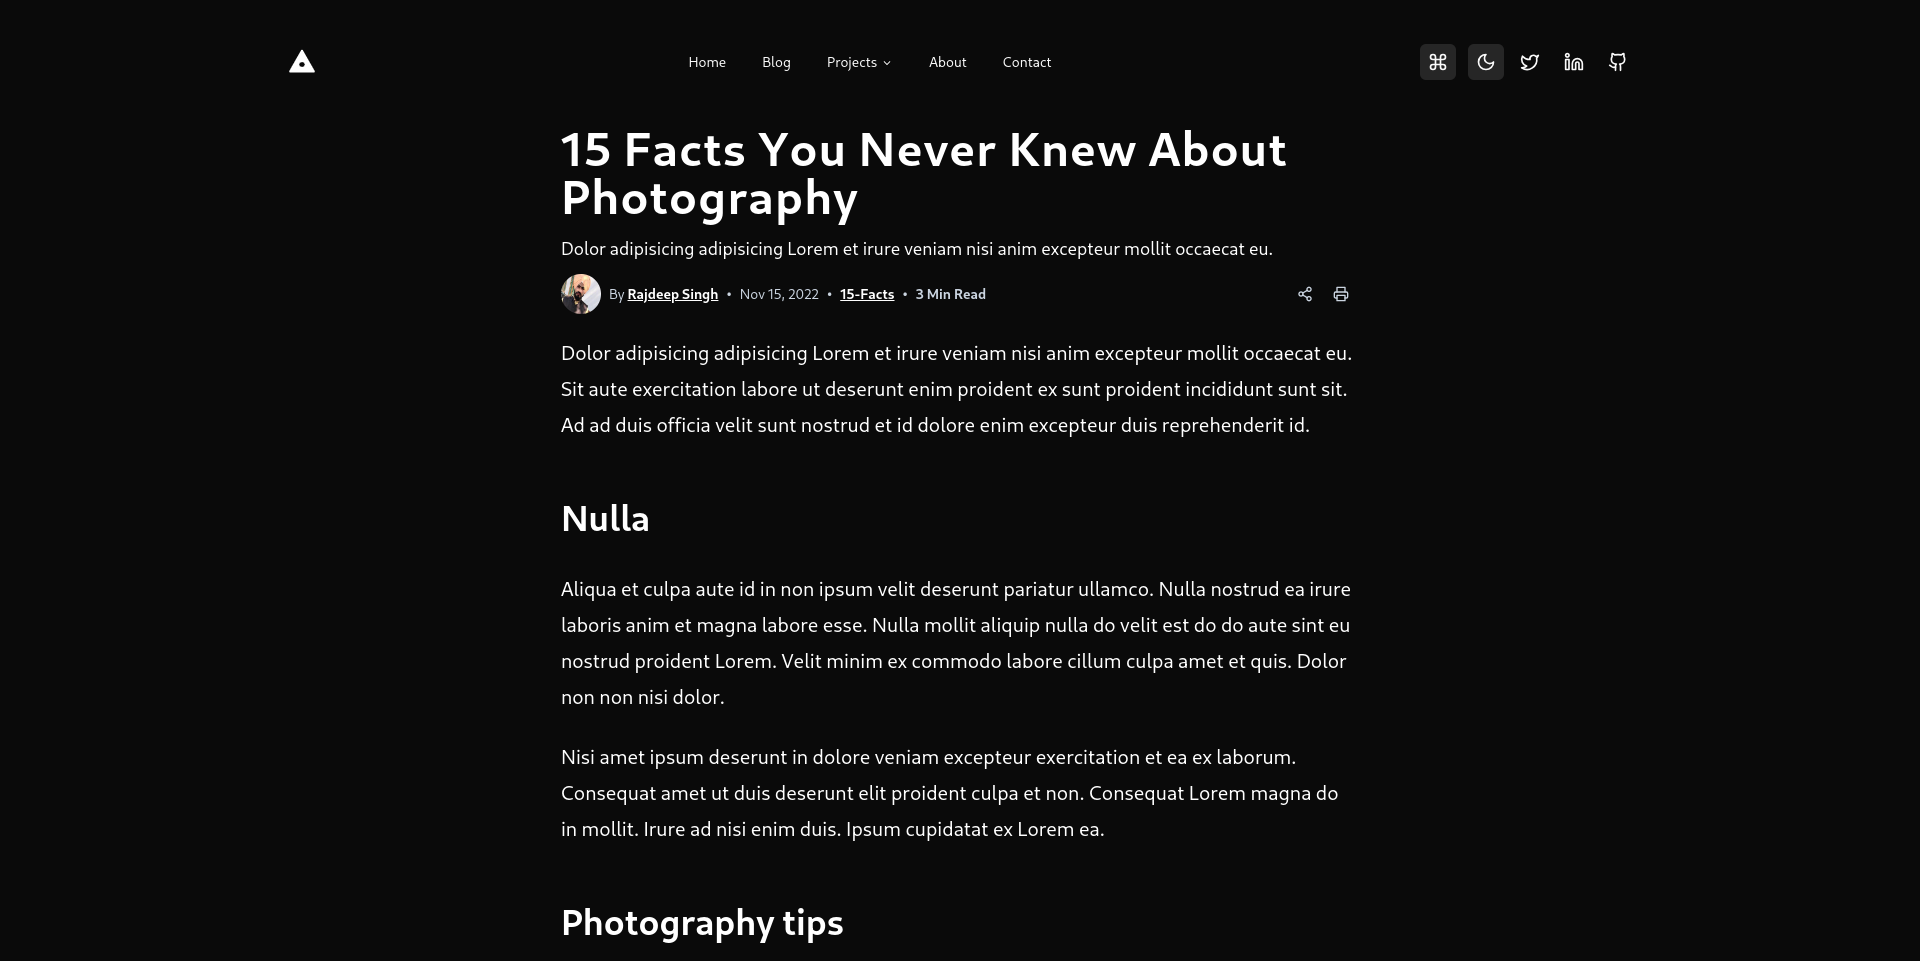 Home Blog Projects About Contact
15 Facts You Never Knew About
Photography
Dolor adipisicing adipisicing Lorem et irure veniam nisi anim excepteur mollit occaecat eu.
By Rajdeep Singh • Nov 15, 2022 • 15-Facts • 3 Min Read
Dolor adipisicing adipisicing Lorem et irure veniam nisi anim excepteur mollit occaecat eu.
Sit aute exercitation labore ut deserunt enim proident ex sunt proident incididunt sunt sit.
Ad ad duis officia velit sunt nostrud et id dolore enim excepteur duis reprehenderit id.
Nulla
Aliqua et culpa aute id in non ipsum velit deserunt pariatur ullamco. Nulla nostrud ea irure
laboris anim et magna labore esse. Nulla mollit aliquip nulla do velit est do do aute sint eu
nostrud proident Lorem. Velit minim ex commodo labore cillum culpa amet et quis. Dolor
non non nisi dolor.
Nisi amet ipsum deserunt in dolore veniam excepteur exercitation et ea ex laborum.
Consequat amet ut duis deserunt elit proident culpa et non. Consequat Lorem magna do
in mollit. Irure ad nisi enim duis. Ipsum cupidatat ex Lorem ea.
Photography tips